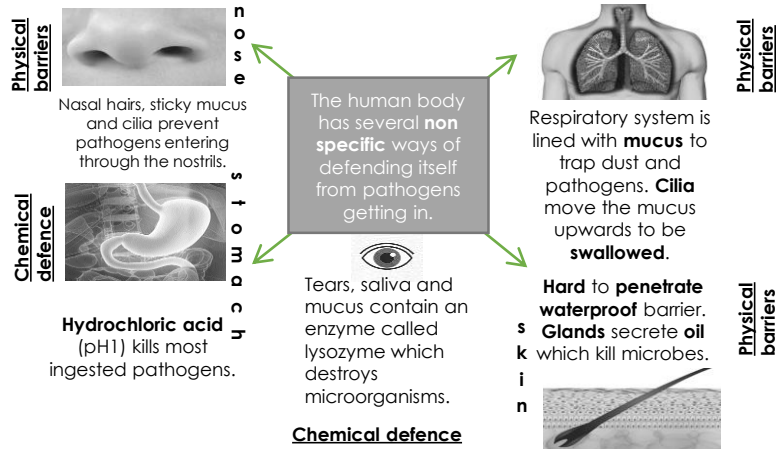 Physical
barriers
nose
Nasal hairs, sticky mucus
and cilia prevent
pathogens entering
through the nostrils.
The human body
has several non
specific ways of
defending itself
from pathogens
getting in.
Physical
barriers
Respiratory system is
lined with mucus to
trap dust and
pathogens. Cilia
move the mucus
upwards to be
swallowed.
Chemical
defence
stomach
Hydrochloric acid
(pH1) kills most
ingested pathogens.
Tears, saliva and
mucus contain an
enzyme called
lysozyme which
destroys
microorganisms.
Chemical defence
Hard to penetrate
waterproof barrier.
Glands secrete oil
which kill microbes.
skin
Physical
barriers